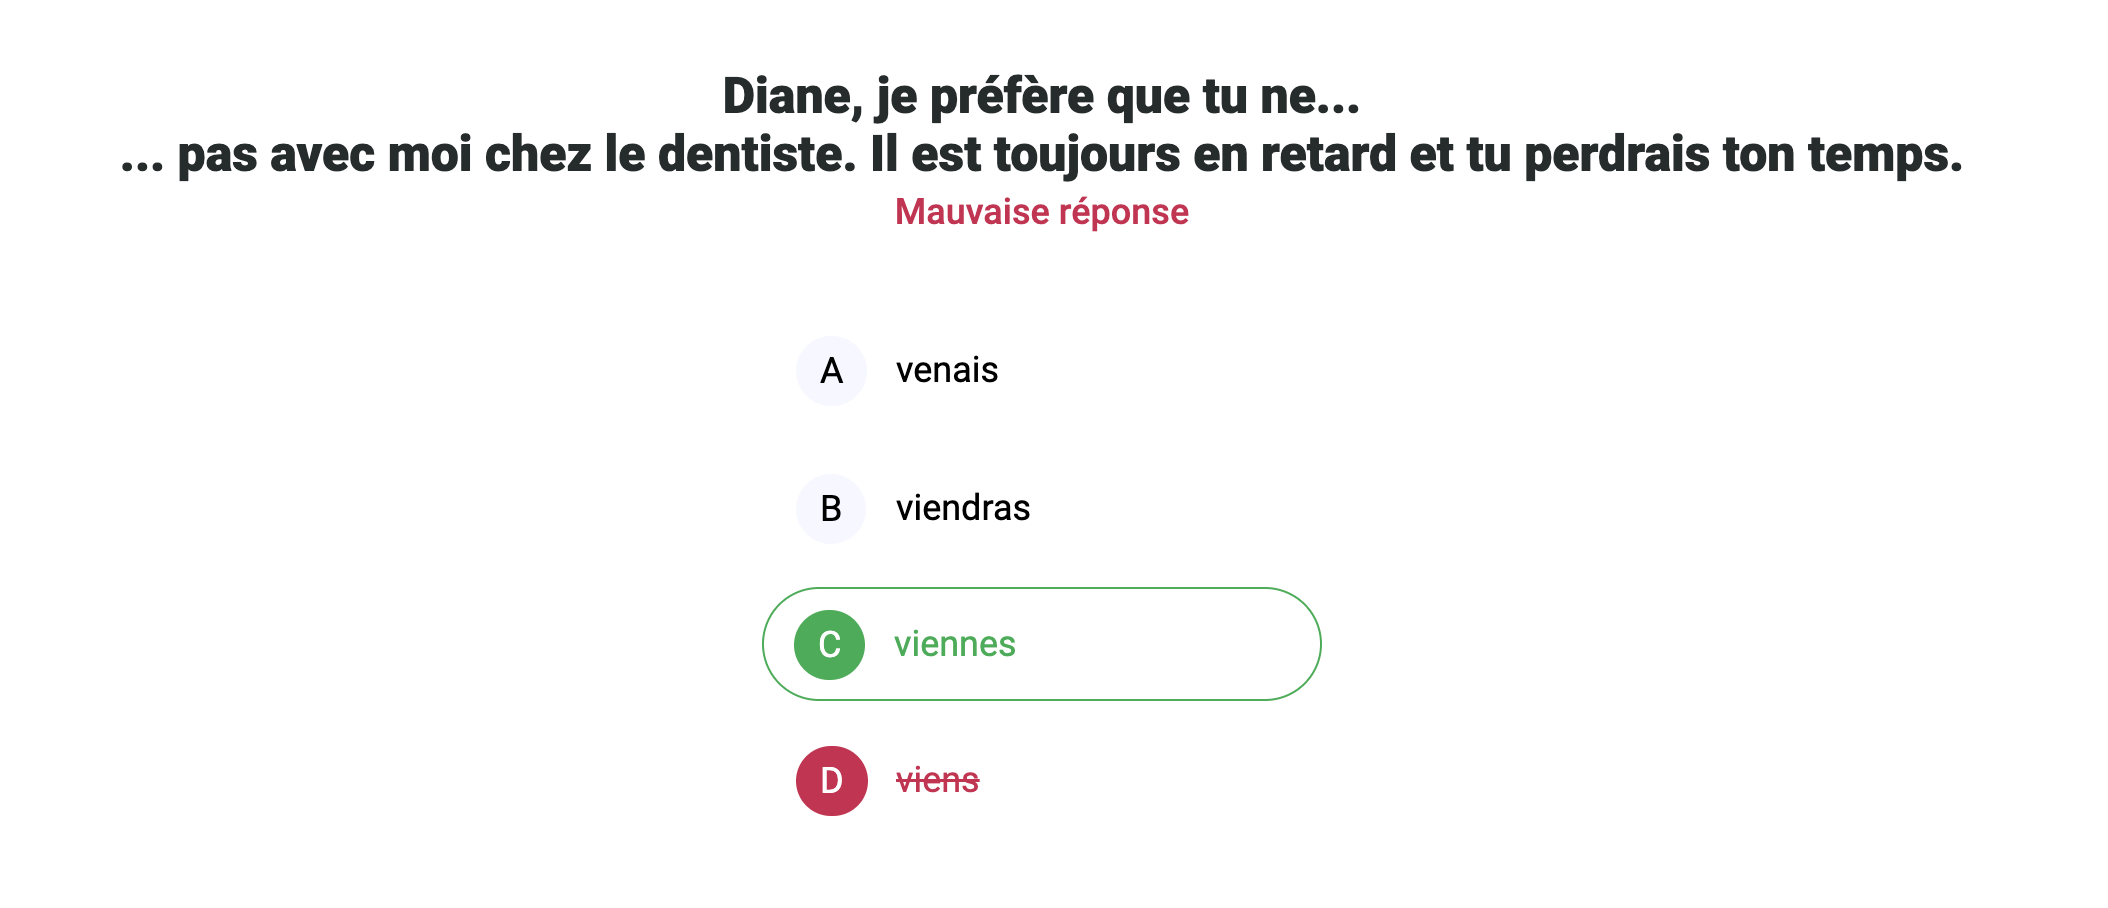 Diane, je préfère que tu ne...
... pas avec moi chez le dentiste. Il est toujours en retard et tu perdrais ton temps.
Mauvaise réponse
A venais
B viendras
C viennes
D viens